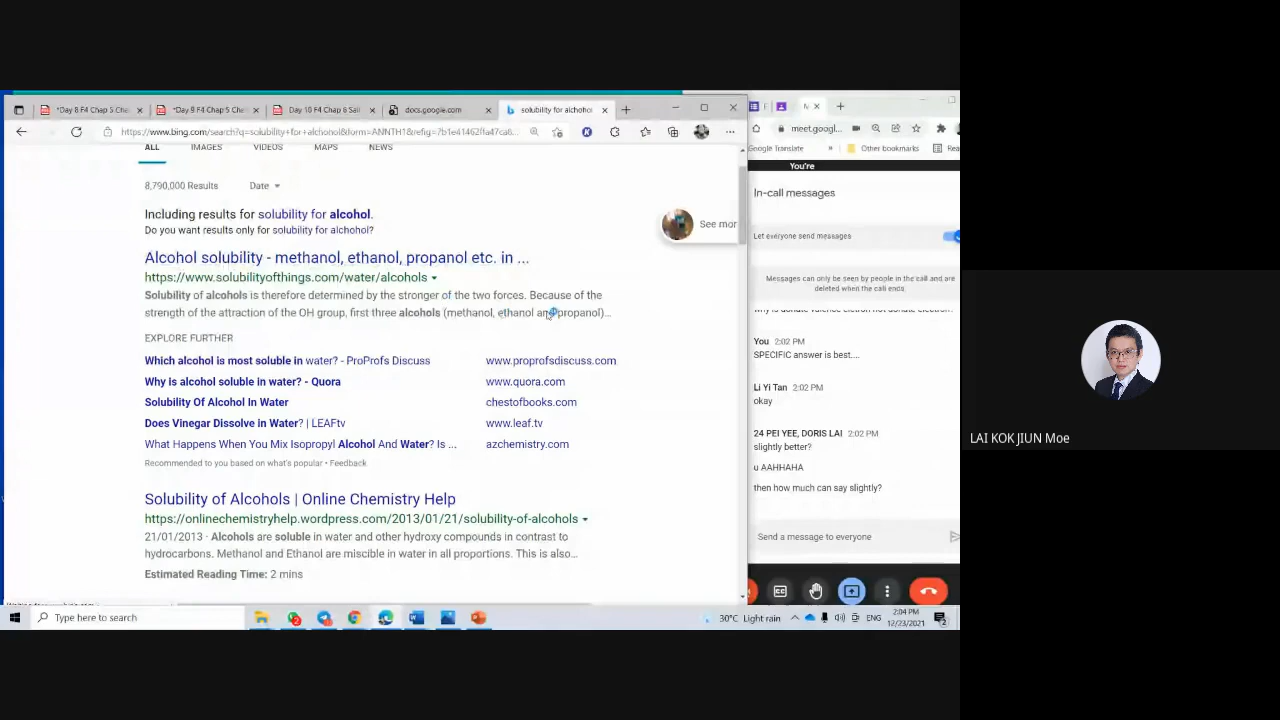 *Day 8 F4 Chap 5 Che
*Day 9 F4 Chap 5 Che
Day 10 F4 Chap 6 Sali
docs.google.com
solubility for alchohol
https://www.bing.com/search?q=solubility+for+alchohol&form=ANNTH1&refig=7b1e41462ffa47ca8...
ALL
IMAGES
VIDEOS
MAPS
NEWS
8,790,000 Results
Date
Including results for solubility for alcohol.
Do you want results only for solubility for alchohol?
See mor
Alcohol solubility - methanol, ethanol, propanol etc. in ...
https://www.solubilityofthings.com/water/alcohols
Solubility of alcohols is therefore determined by the stronger of the two forces. Because of the
strength of the attraction of the OH group, first three alcohols (methanol, ethanol and propanol)...
EXPLORE FURTHER
Which alcohol is most soluble in water? - ProProfs Discuss
www.proprofsdiscuss.com
Why is alcohol soluble in water? - Quora
www.quora.com
Solubility Of Alcohol In Water
chestofbooks.com
Does Vinegar Dissolve in Water? | LEAFtv
www.leaf.tv
What Happens When You Mix Isopropyl Alcohol And Water? Is ...
azchemistry.com
Recommended to you based on what's popular • Feedback
Solubility of Alcohols | Online Chemistry Help
https://onlinechemistryhelp.wordpress.com/2013/01/21/solubility-of-alcohols
21/01/2013 · Alcohols are soluble in water and other hydroxy compounds in contrast to
hydrocarbons. Methanol and Ethanol are miscible in water in all proportions. This is also...
Estimated Reading Time: 2 mins
meet.googl...
Google Translate
»
Other bookmarks
Rea
You're
In-call messages
Let everyone send messages
Messages can only be seen by people in the call and are
deleted when the call ends.
You 2:02 PM
SPECIFIC answer is best....
Li Yi Tan 2:02 PM
okay
24 PEI YEE, DORIS LAI 2:02 PM
slightly better?
u AAHHAHA
then how much can say slightly?
Send a message to everyone
Type here to search
30°C Light rain
ENG
2:04 PM
12/23/2021
LAI KOK JIUN Moe